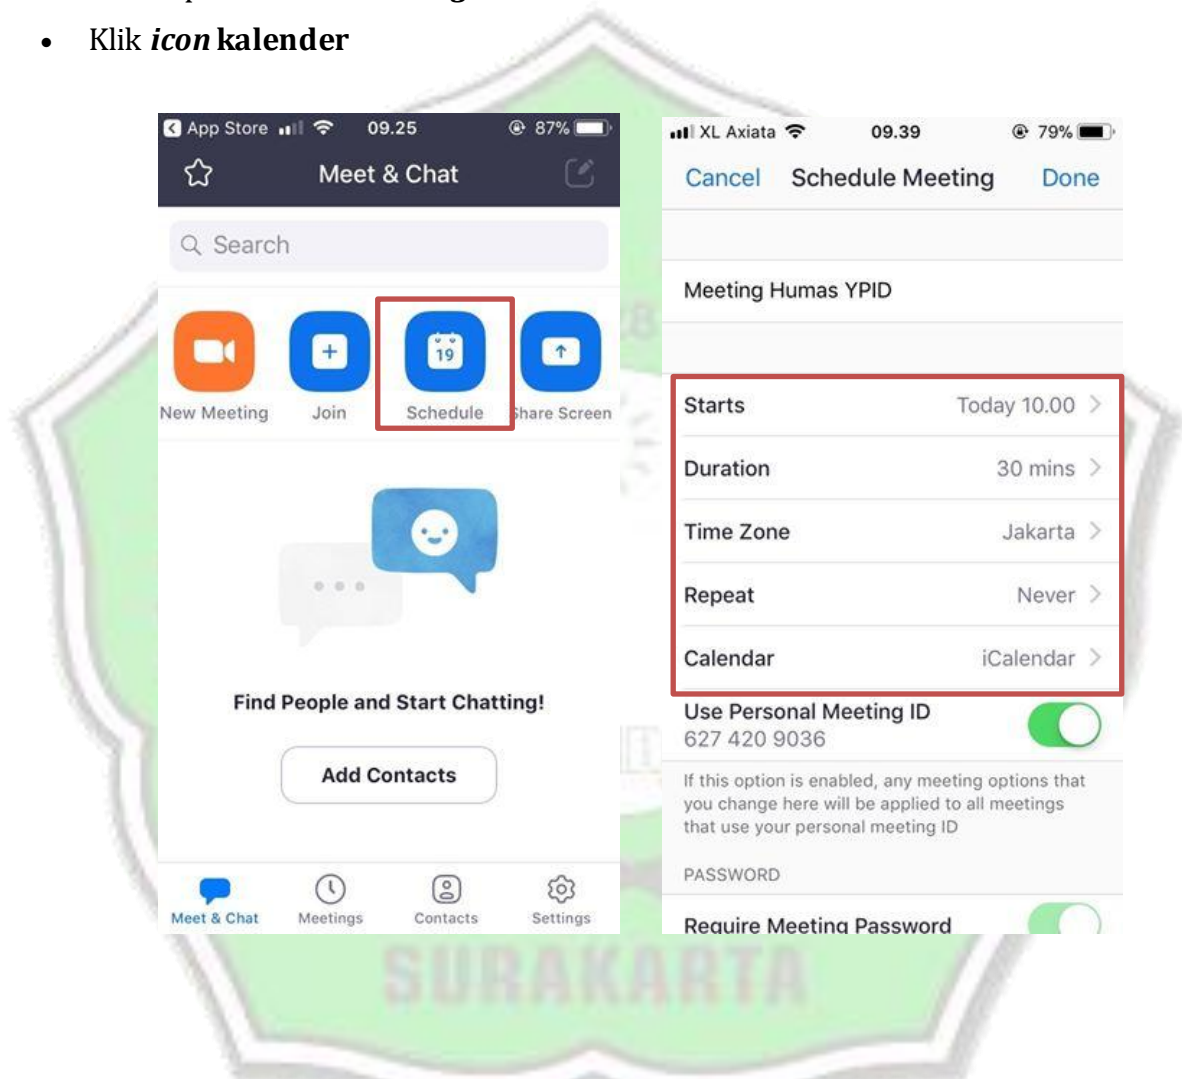 • Klik icon kalender
App Store 09.25 87%
Meet & Chat
Search
19
New Meeting Join Schedule Share Screen
Find People and Start Chatting!
Add Contacts
Meet & Chat Meetings Contacts Settings
XL Axiata 09.39 79%
Cancel Schedule Meeting Done
Meeting Humas YPID
Starts Today 10.00
Duration 30 mins
Time Zone Jakarta
Repeat Never
Calendar iCalendar
Use Personal Meeting ID
627 420 9036
If this option is enabled, any meeting options that
you change here will be applied to all meetings
that use your personal meeting ID
PASSWORD
Require Meeting Password
SURAKARTA